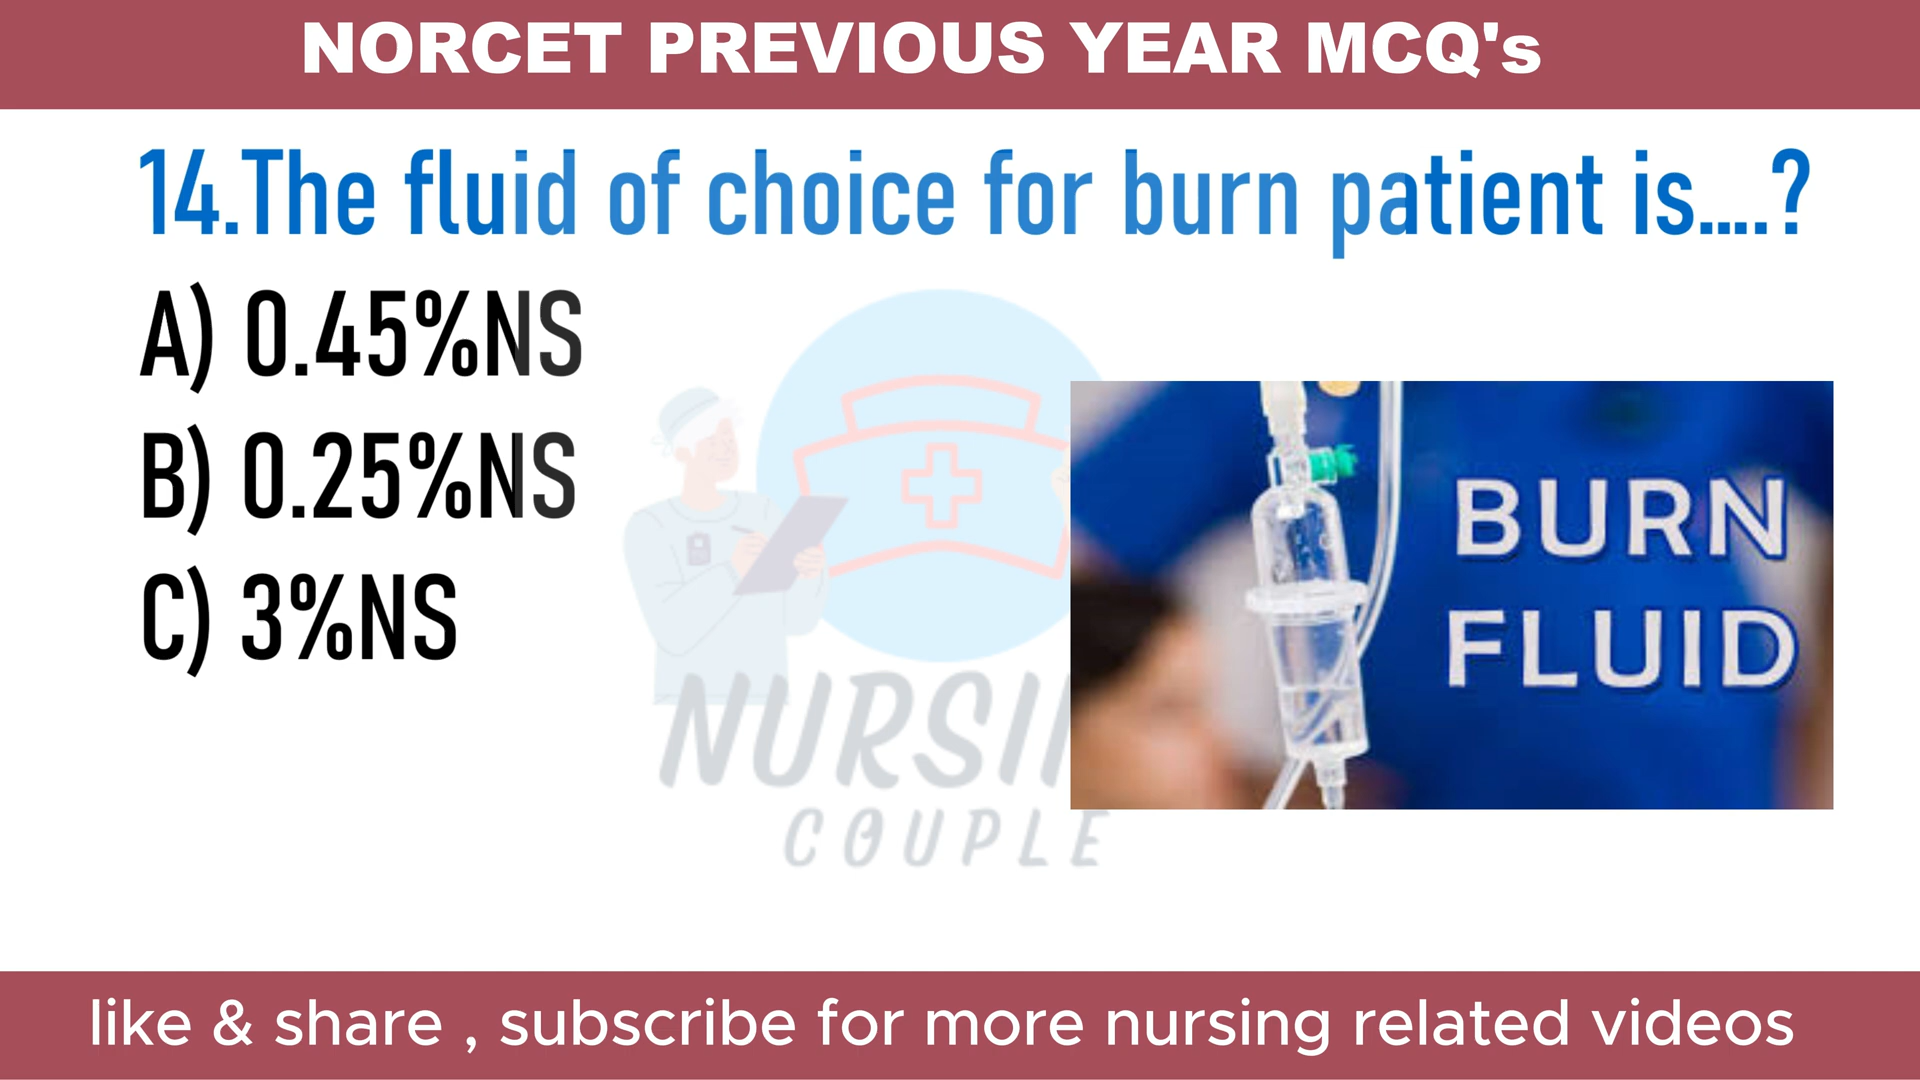 NORCET PREVIOUS YEAR MCQ's
14.The fluid of choice for burn patient is....?
A) 0.45%NS
B) 0.25%NS
C) 3%NS
BURN
FLUID
NURSIN
COUPLE
like & share , subscribe for more nursing related videos